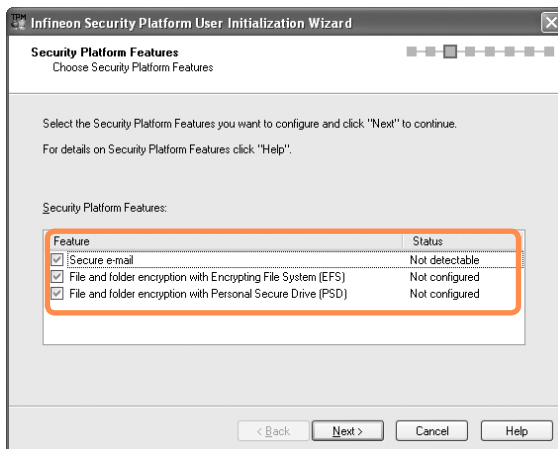 TPM Infineon Security Platform User Initialization Wizard
Security Platform Features
Choose Security Platform Features
Select the Security Platform Features you want to configure and click "Next" to continue.
For details on Security Platform Features click "Help".
Security Platform Features:
Feature Status
Secure e-mail Not detectable
File and folder encryption with Encrypting File System (EFS) Not configured
File and folder encryption with Personal Secure Drive (PSD) Not configured
< Back Next > Cancel Help